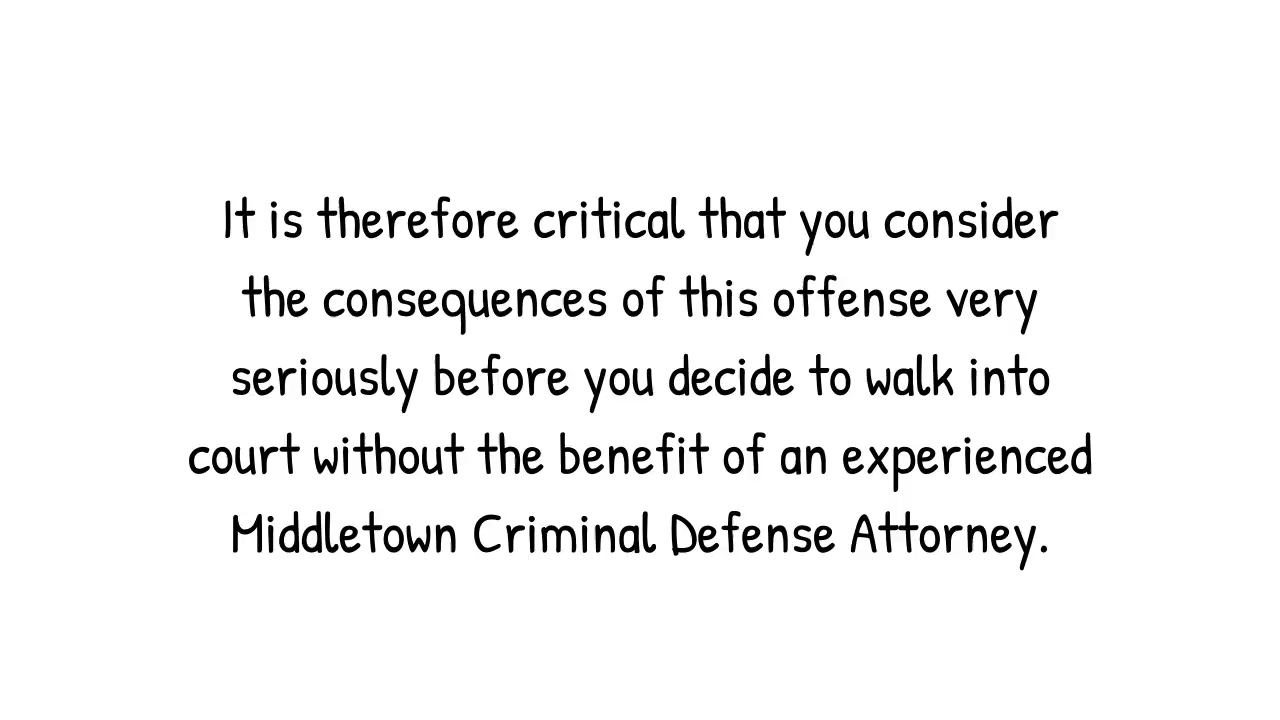 It is therefore critical that you consider
the consequences of this offense very
seriously before you decide to walk into
court without the benefit of an experienced
Middletown Criminal Defense Attorney.